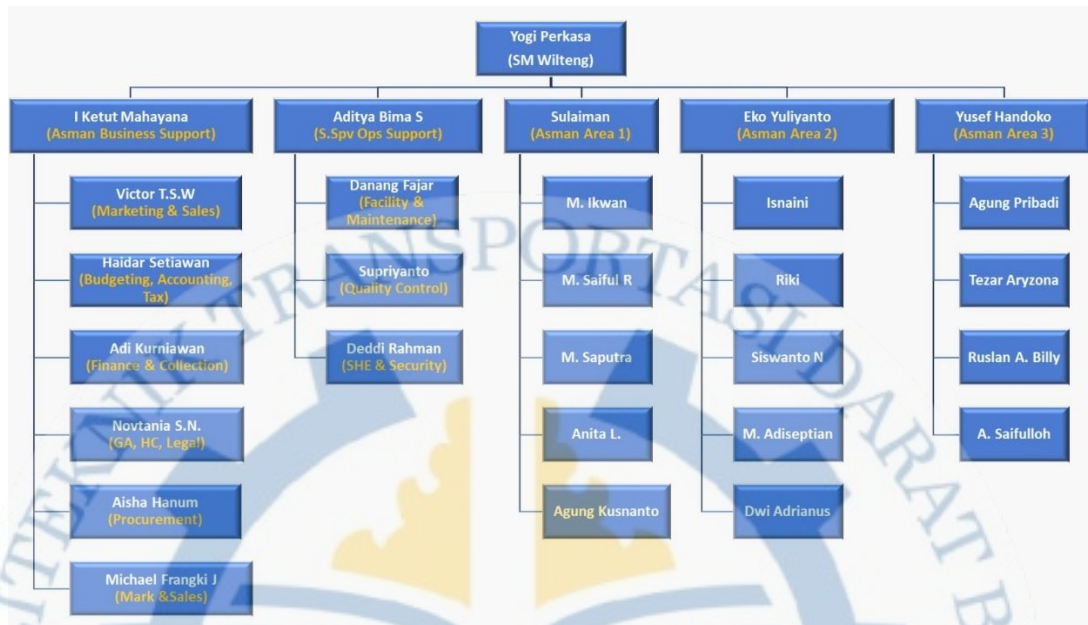 Yogi Perkasa
(SM Wilteng)
I Ketut Mahayana
(Asman Business Support)
Victor T.S.W
(Marketing & Sales)
Haidar Setiawan
(Budgeting, Accounting,
Tax)
Adi Kurniawan
(Finance & Collection)
Novtania S.N.
(GA, HC, Legal)
Aisha Hanum
(Procurement)
Michael Frangki J
(Mark &Sales)
Aditya Bima S
(S.Spv Ops Support)
Danang Fajar
(Facility &
Maintenance)
Supriyanto
(Quality Control)
Deddi Rahman
(SHE & Security)
Sulaiman
(Asman Area 1)
M. Ikwan
M. Saiful R
M. Saputra
Anita L.
Agung Kusnanto
Eko Yuliyanto
(Asman Area 2)
Isnaini
Riki
Siswanto N
M. Adiseptian
Dwi Adrianus
Yusef Handoko
(Asman Area 3)
Agung Pribadi
Tezar Aryzona
Ruslan A. Billy
A. Saifulloh
TEKNIK TRANSPORTASI DARAT